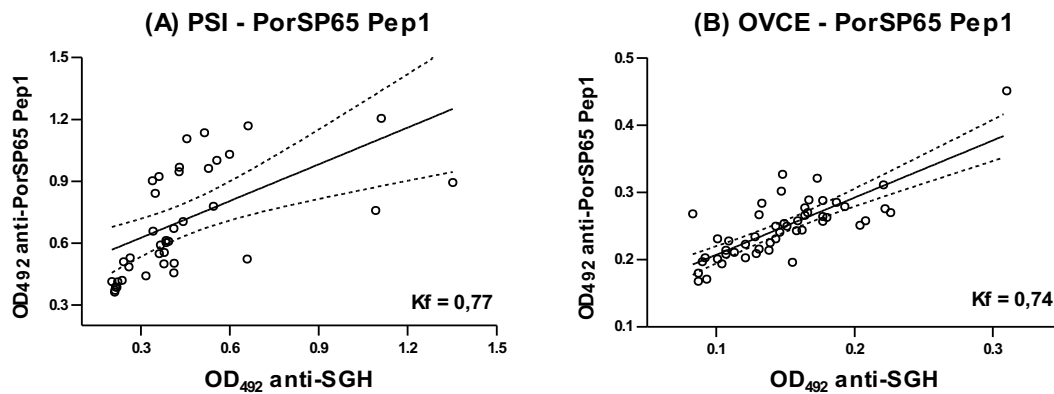 (A) PSI - PorSP65 Pep1
OD492 anti-PorSP65 Pep1
1.5
1.2
0.9
0.6
0.3
Kf = 0,77
0.3
0.6
0.9
1.2
1.5
OD492 anti-SGH
(B) OVCE - PorSP65 Pep1
OD492 anti-PorSP65 Pep1
0.5
0.4
0.3
0.2
0.1
Kf = 0,74
0.1
0.2
0.3
OD492 anti-SGH